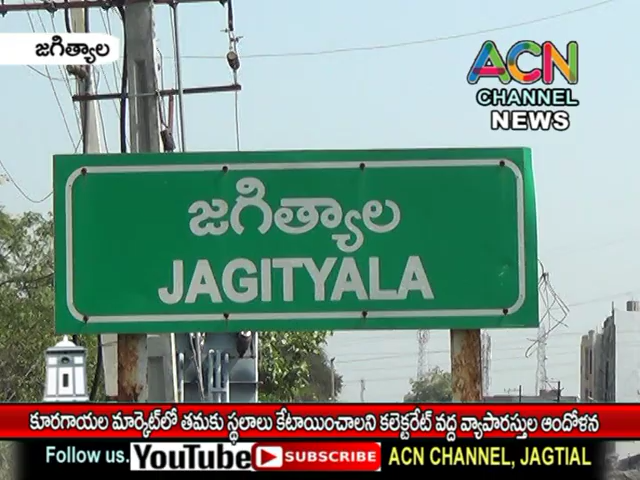 జగిత్యాల
ACN
CHANNEL
NEWS
జగిత్యాల
JAGITYALA
కూరగాయల మార్కెట్‌లో తమకు స్థలాలు కేటాయించాలని కలెక్టరేట్ వద్ద వ్యాపారస్తుల ఆందోళన
Follow us. YouTube SUBSCRIBE ACN CHANNEL, JAGTIAL